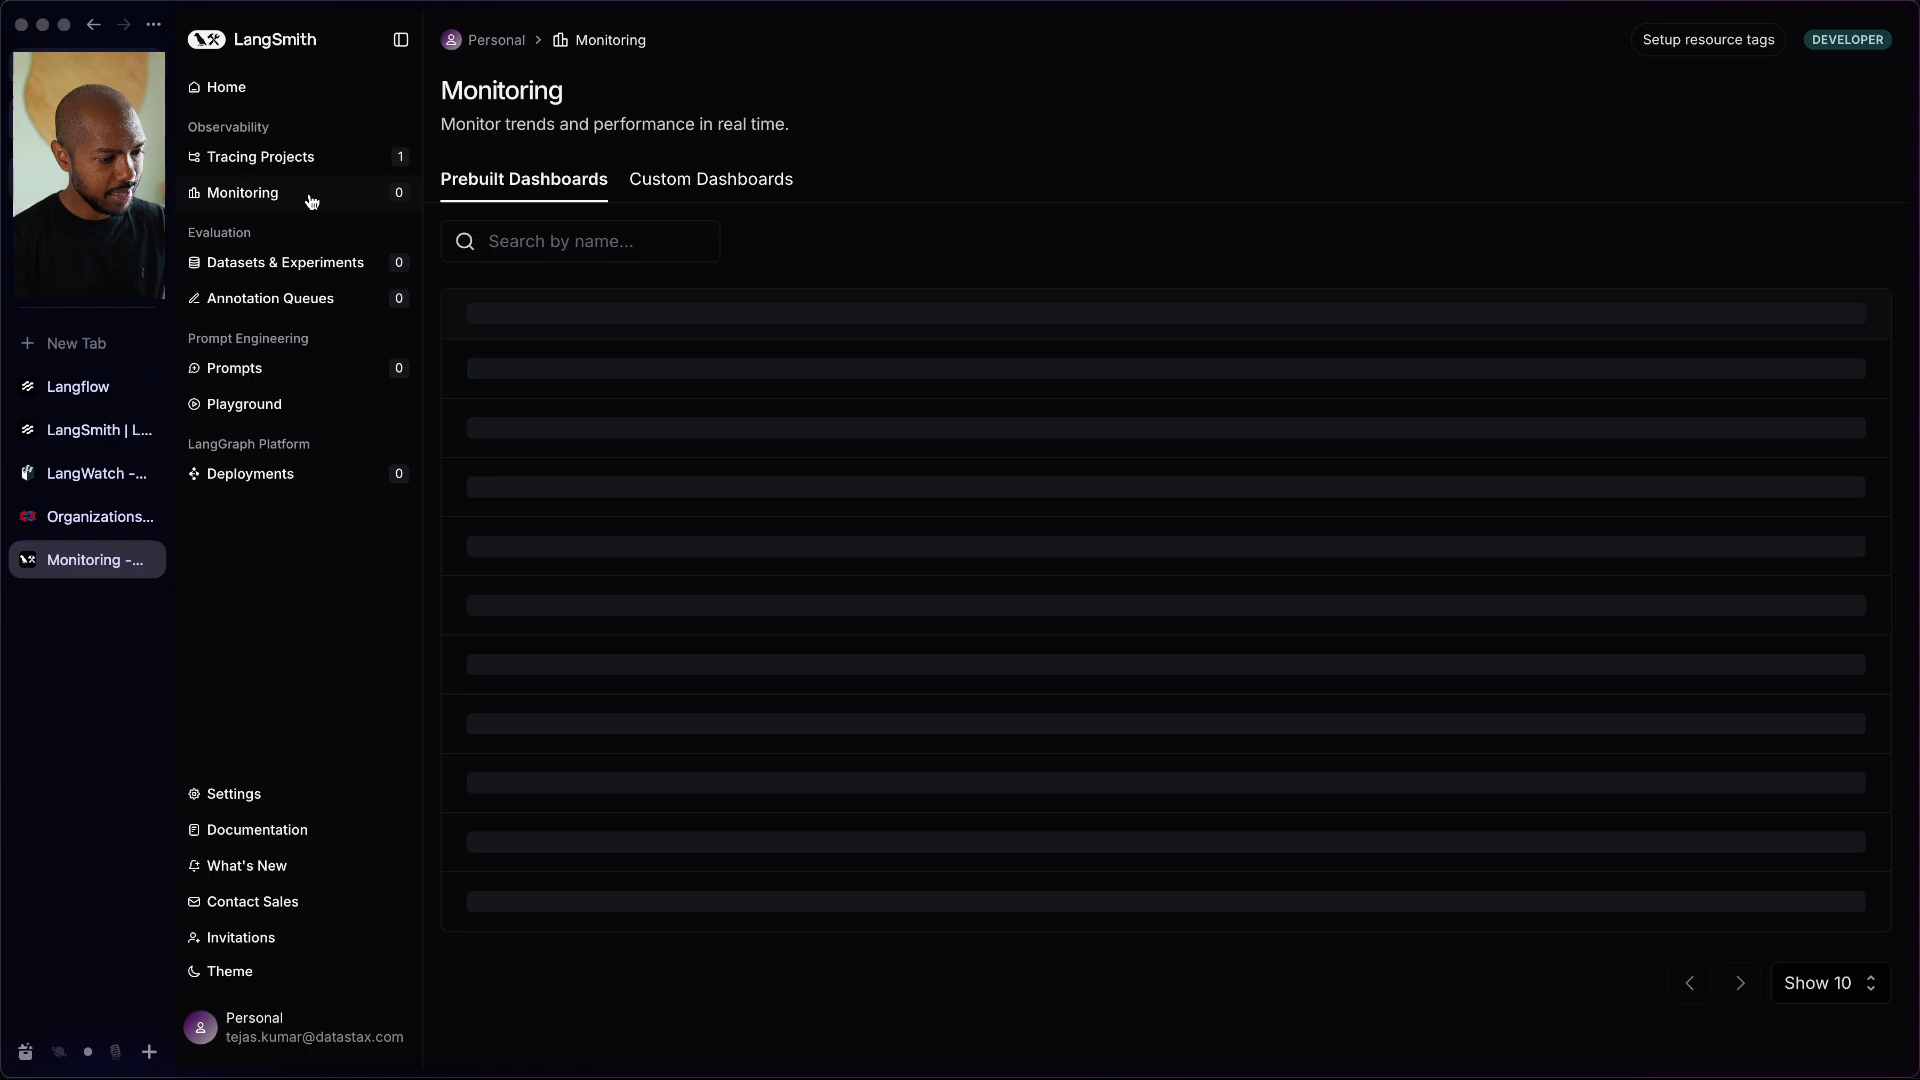 New Tab
Langflow
LangSmith | L...
LangWatch -...
Organizations...
Monitoring -...
LangSmith
Home
Observability
Tracing Projects 1
Monitoring 0
Evaluation
Datasets & Experiments 0
Annotation Queues 0
Prompt Engineering
Prompts 0
Playground
LangGraph Platform
Deployments 0
Settings
Documentation
What's New
Contact Sales
Invitations
Theme
Personal
tejas.kumar@datastax.com
Personal > Monitoring
Setup resource tags
DEVELOPER
Monitoring
Monitor trends and performance in real time.
Prebuilt Dashboards Custom Dashboards
Search by name...
Show 10